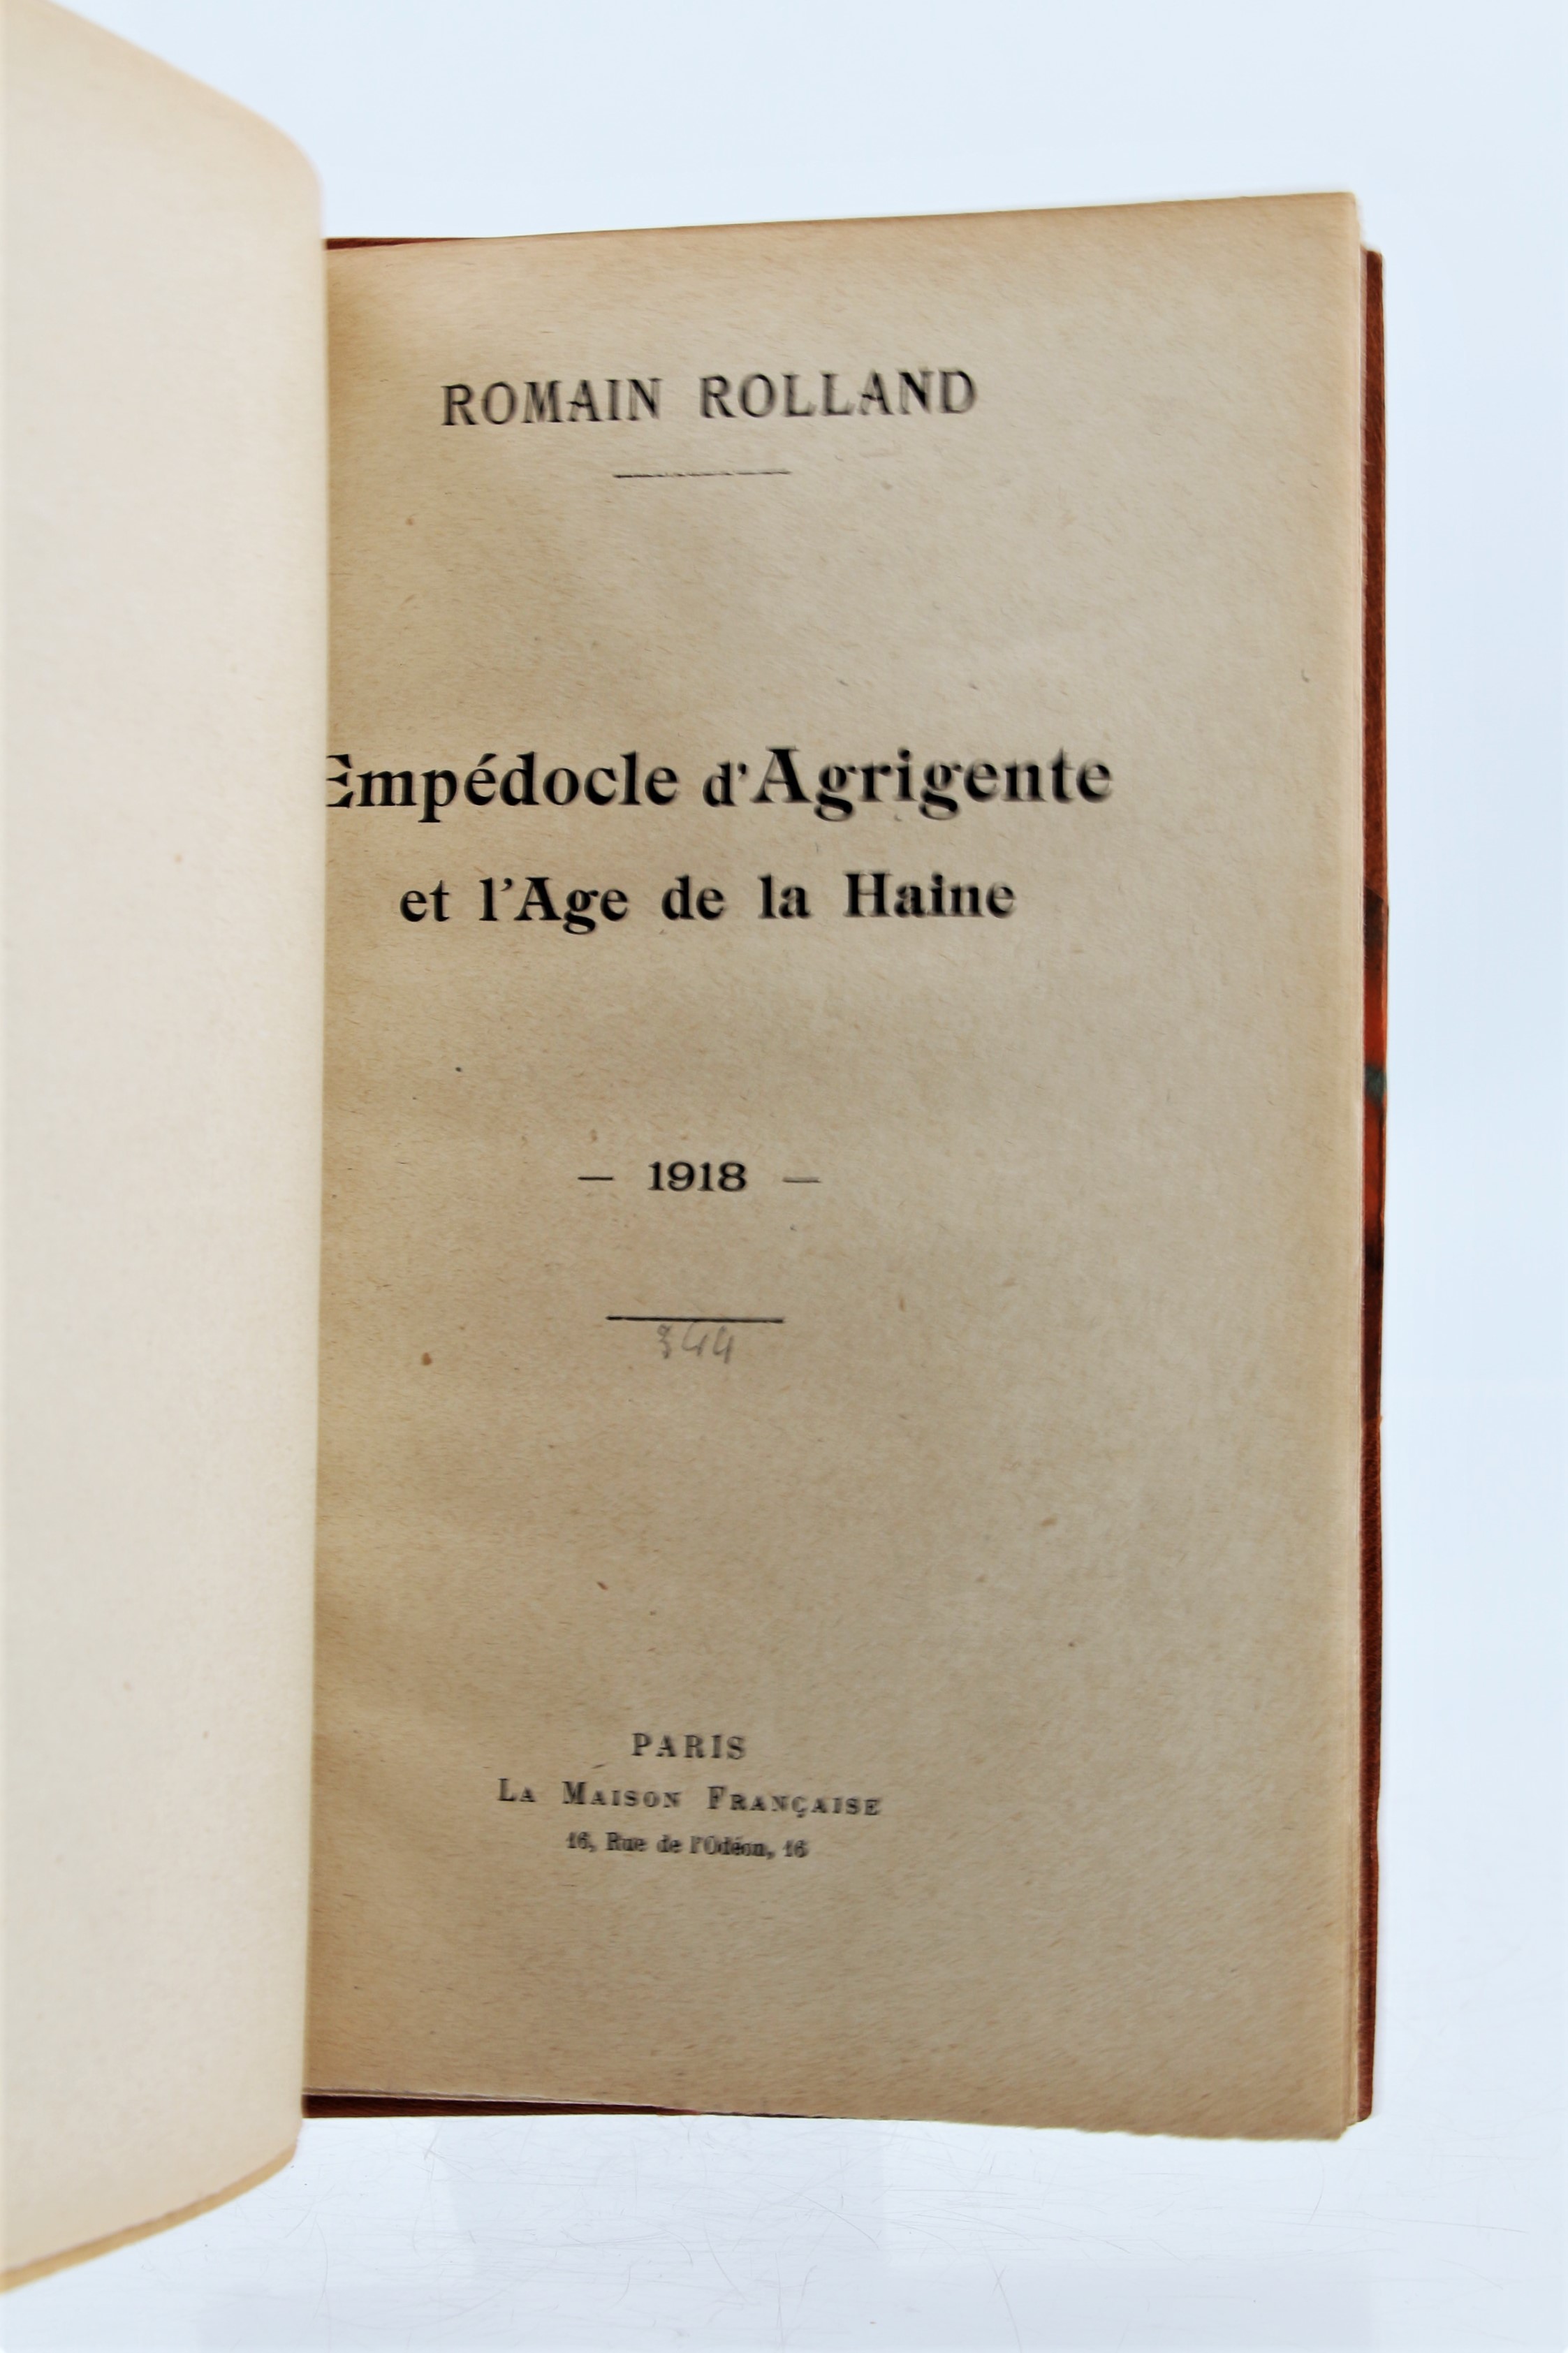 ROMAIN ROLLAND
Empédocle d'Agrigente
et l'Age de la Haine
— 1918 —
344
PARIS
La Maison Française
16, Rue de l'Odéon, 16